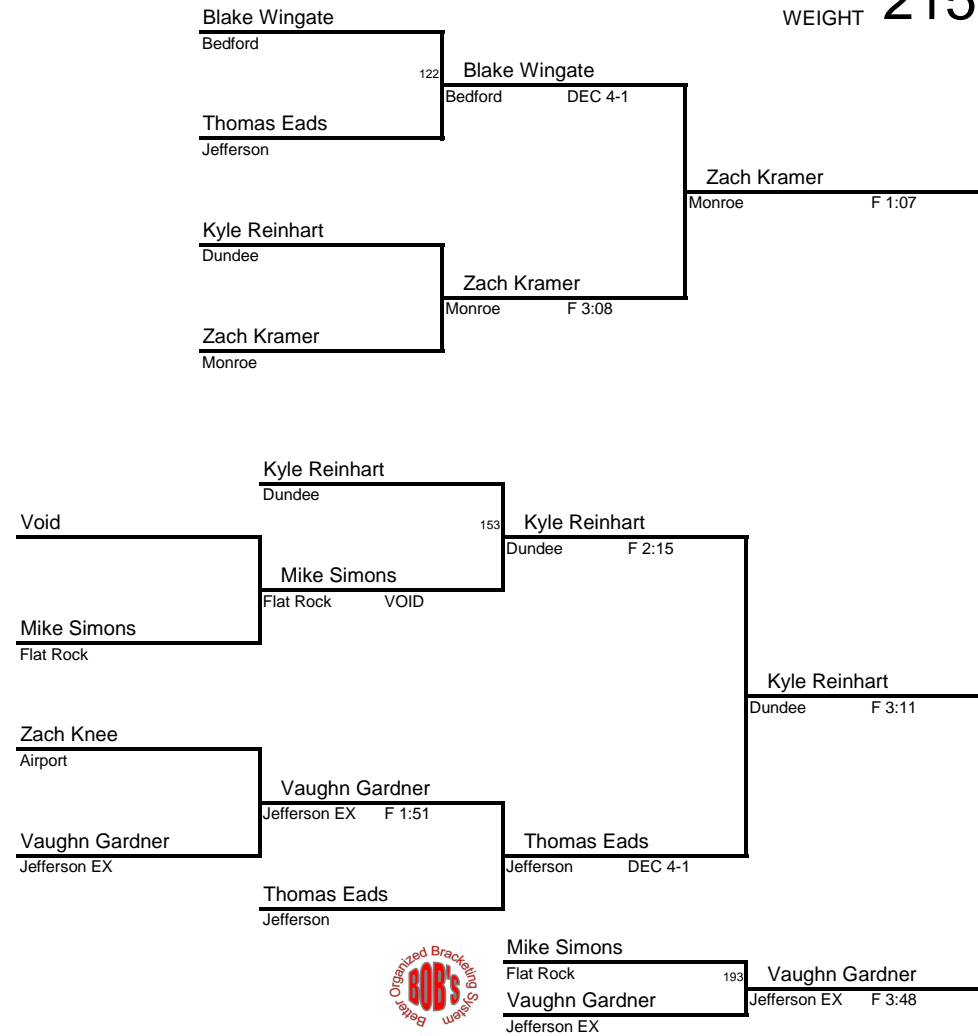 WEIGHT 215
Blake Wingate
Bedford
122
Blake Wingate
Bedford DEC 4-1
Thomas Eads
Jefferson
Zach Kramer
Monroe F 1:07
Kyle Reinhart
Dundee
Zach Kramer
Monroe F 3:08
Zach Kramer
Monroe
Kyle Reinhart
Dundee
Void
153
Kyle Reinhart
Dundee F 2:15
Mike Simons
Flat Rock VOID
Mike Simons
Flat Rock
Kyle Reinhart
Dundee F 3:11
Zach Knee
Airport
Vaughn Gardner
Jefferson EX F 1:51
Vaughn Gardner
Jefferson EX
Thomas Eads
Jefferson DEC 4-1
Thomas Eads
Jefferson
Better Organized Bracketing System
BOB's
Mike Simons
Flat Rock
193
Vaughn Gardner
Jefferson EX F 3:48
Vaughn Gardner
Jefferson EX